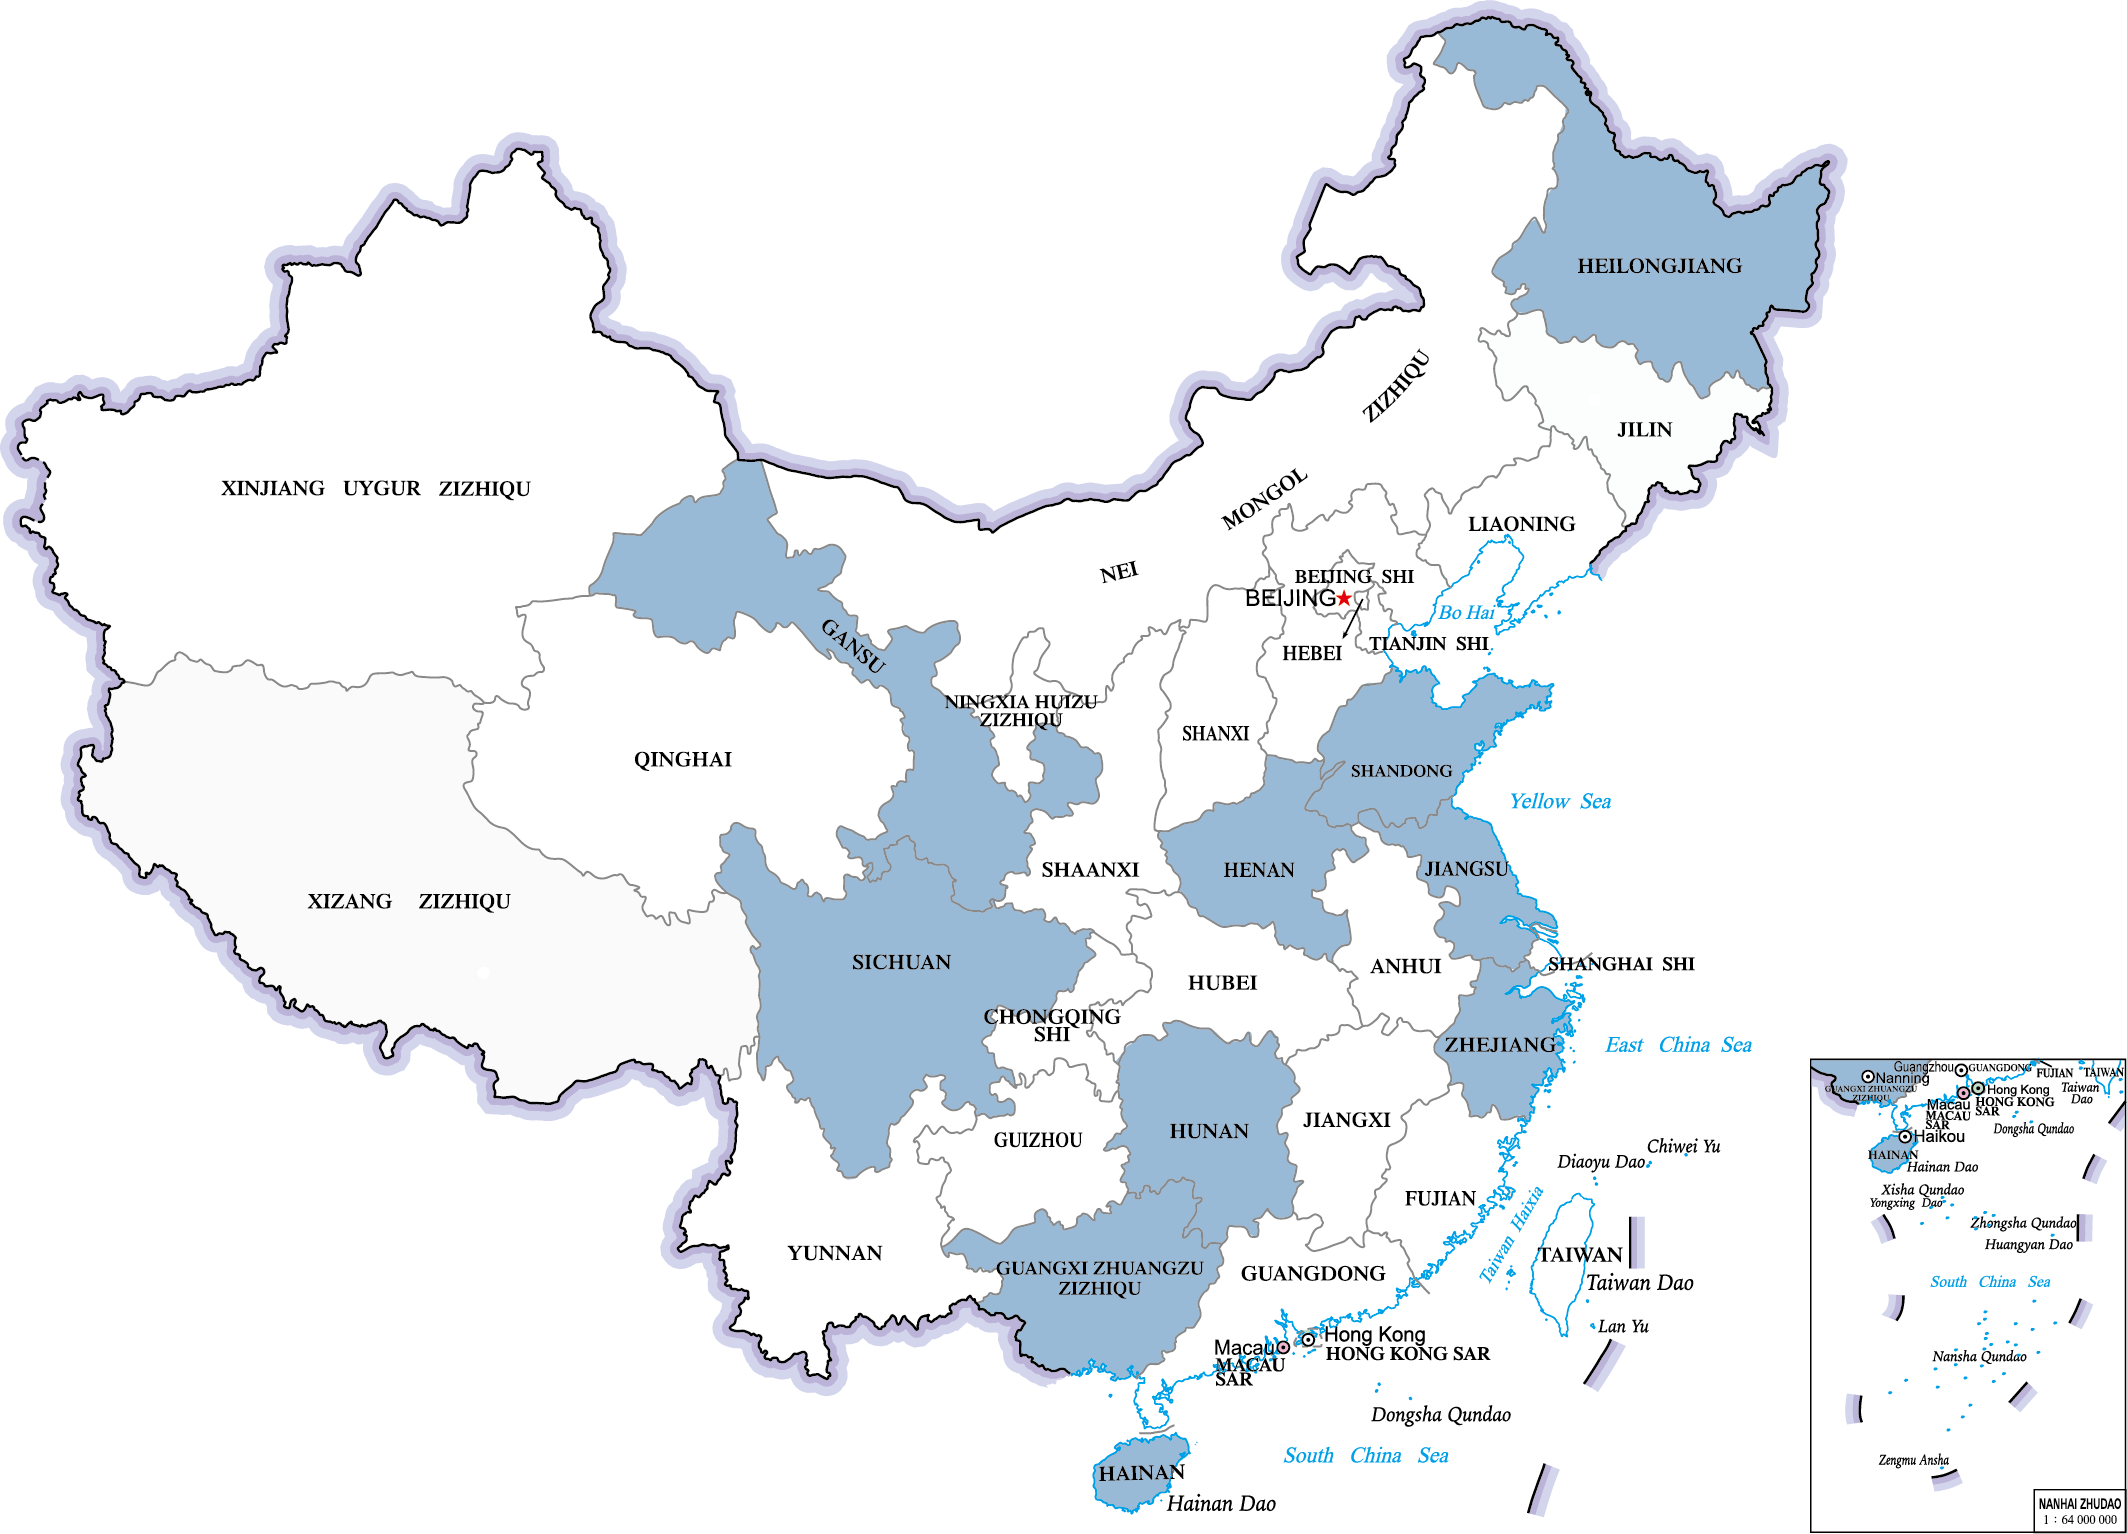 HEILONGJIANG
ZIZHIQU
JILIN
XINJIANG UYGUR ZIZHIQU
MONGOL
LIAONING
NEI
BEIJING SHI
BEIJING
Bo Hai
GANSU
HEBEI
TIANJIN SHI
NINGXIA HUIZU
ZIZHIQU
SHANXI
QINGHAI
SHANDONG
Yellow Sea
SHAANXI
HENAN
JIANGSU
XIZANG ZIZHIQU
SICHUAN
ANHUI
SHANGHAI SHI
HUBEI
CHONGQING
SHI
ZHEJIANG
East China Sea
GUIZHOU
HUNAN
JIANGXI
Chiwei Yu
Diaoyu Dao
FUJIAN
Taiwan Haixia
YUNNAN
TAIWAN
GUANGXI ZHUANGZU
ZIZHIQU
GUANGDONG
Taiwan Dao
Lan Yu
Hong Kong
HONG KONG SAR
Macau
MACAU
SAR
Dongsha Qundao
South China Sea
HAINAN
Hainan Dao
Guangzhou
GUANGDONG
FUJIAN
TAIWAN
Nanning
GUANGXI ZHUANGZU
ZIZHIQU
Hong Kong
HONG KONG
SAR
Taiwan
Dao
Macau
MACAU
SAR
Dongsha Qundao
Haikou
HAINAN
Hainan Dao
Xisha Qundao
Yongxing Dao
Zhongsha Qundao
Huangyan Dao
South China Sea
Nansha Qundao
Zengmu Ansha
NANHAI ZHUDAO
1 : 64 000 000